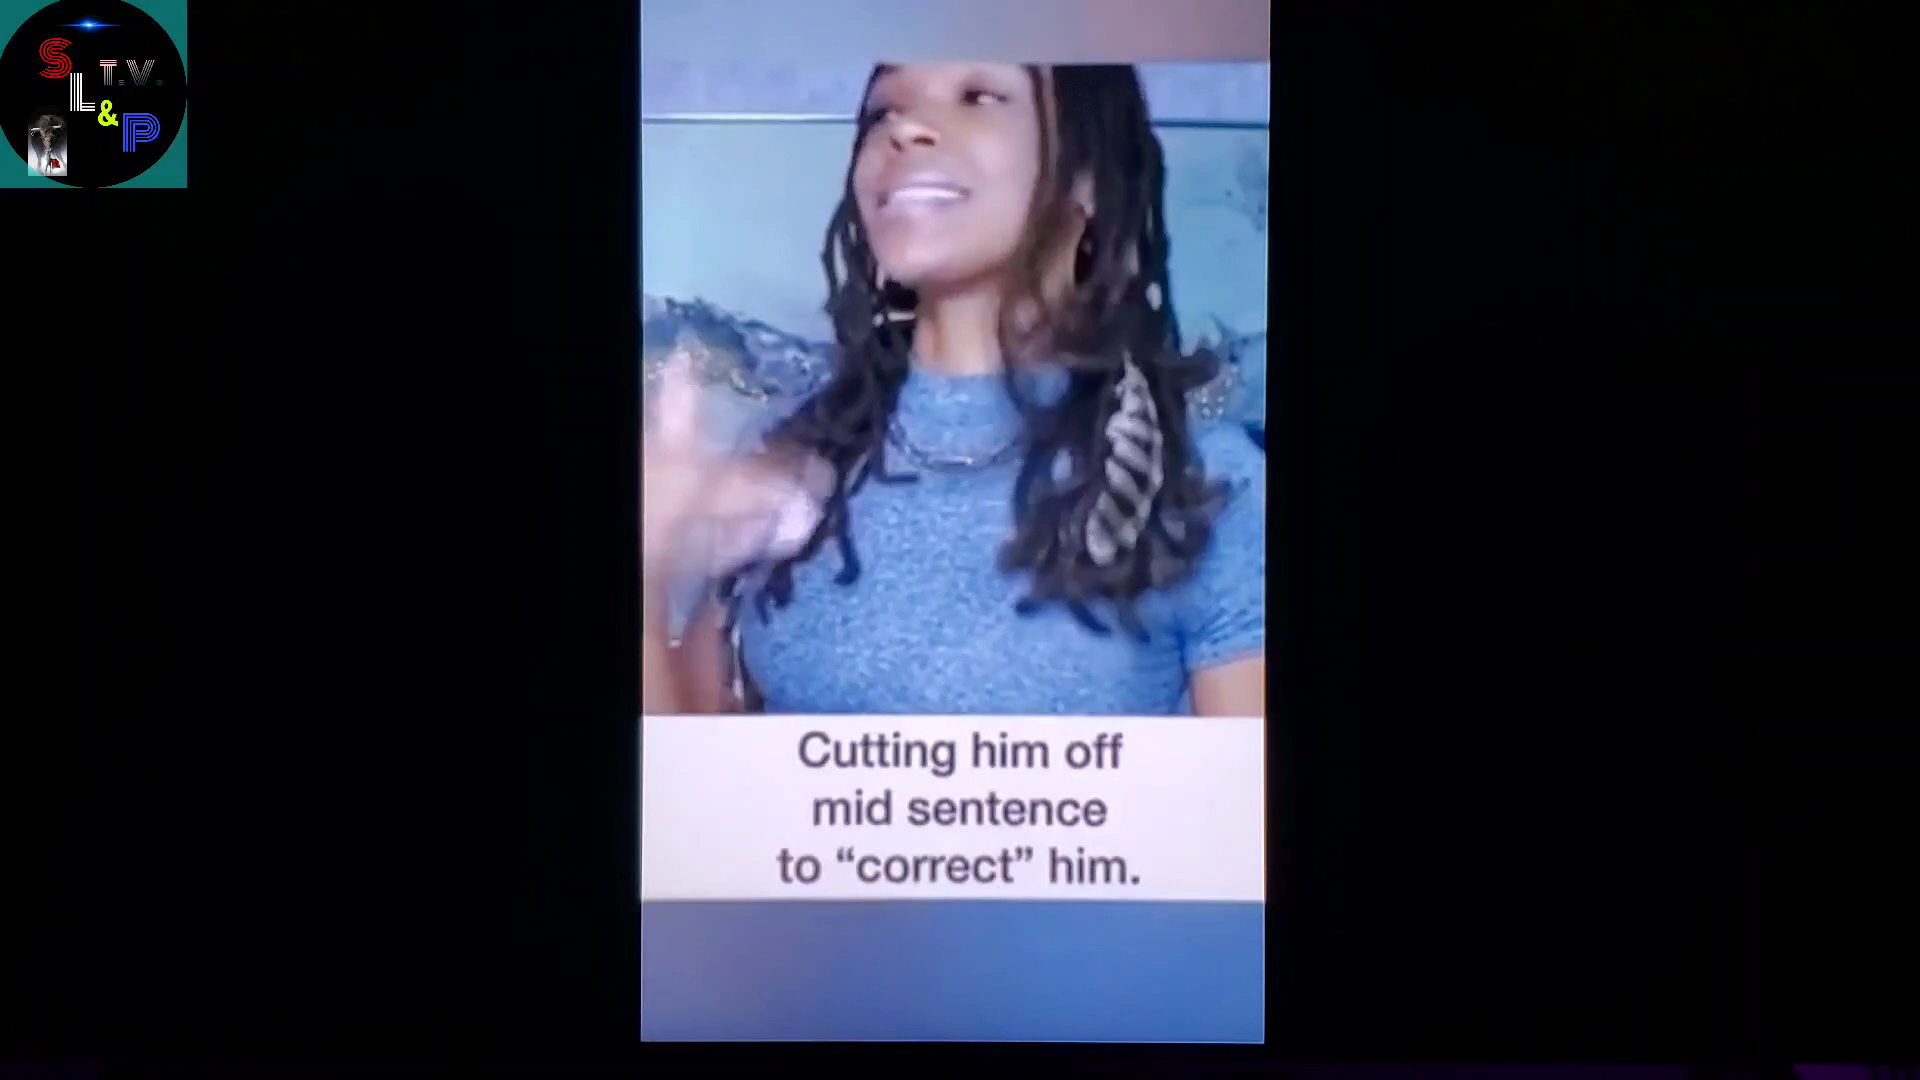 S
T.V.
L
&
P
Cutting him off
mid sentence
to “correct” him.